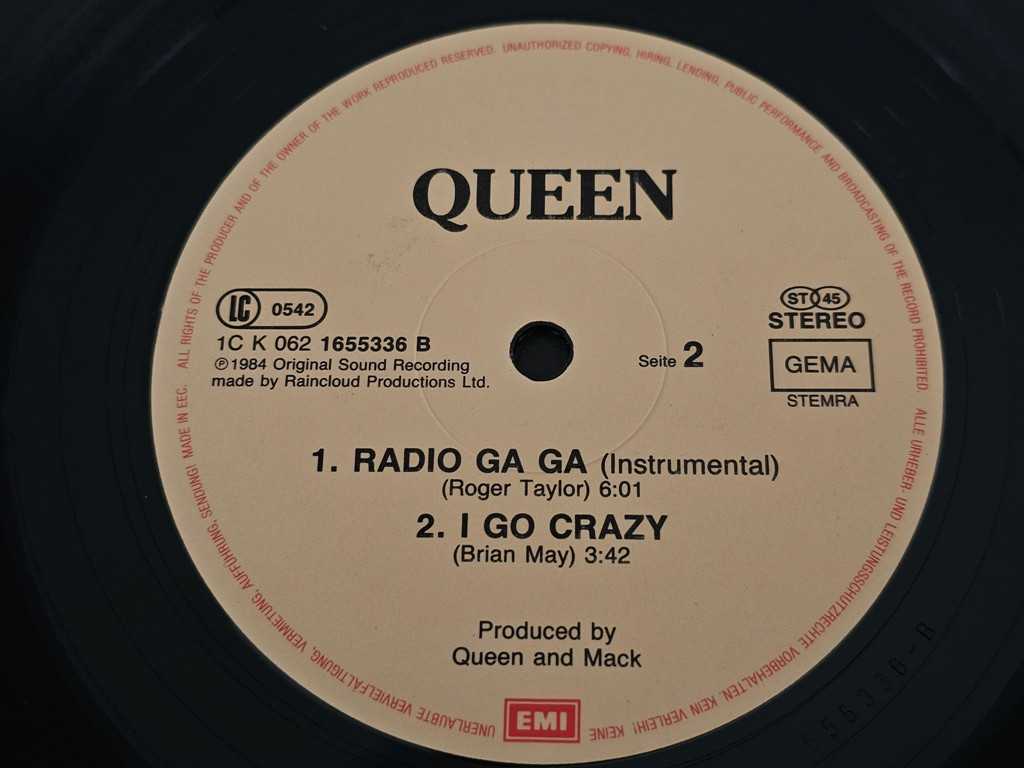 ALL RIGHTS OF THE PRODUCER AND OF THE OWNER OF THE WORK REPRODUCED RESERVED. UNAUTHORIZED COPYING, HIRING, LENDING, PUBLIC PERFORMANCE AND BROADCASTING OF THE RECORD PROHIBITED.
ALLE URHEBER- UND LEISTUNGSSCHUTZRECHTE VORBEHALTEN. KEIN VERLEIH! KEINE UNERLAUBTE VERVIELFÄLTIGUNG, VERMIETUNG, AUFFÜHRUNG, SENDUNG! MADE IN EEC.
QUEEN
LC 0542
1C K 062 1655336 B
℗1984 Original Sound Recording
made by Raincloud Productions Ltd.
Seite 2
ST 45
STEREO
GEMA
STEMRA
1. RADIO GA GA (Instrumental)
(Roger Taylor) 6:01
2. I GO CRAZY
(Brian May) 3:42
Produced by
Queen and Mack
EMI